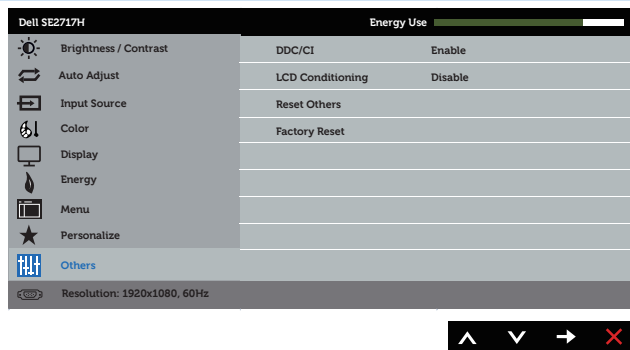 Dell SE2717H Energy Use
Brightness / Contrast DDC/CI Enable
Auto Adjust LCD Conditioning Disable
Input Source Reset Others
Color Factory Reset
Display
Energy
Menu
Personalize
Others
Resolution: 1920x1080, 60Hz